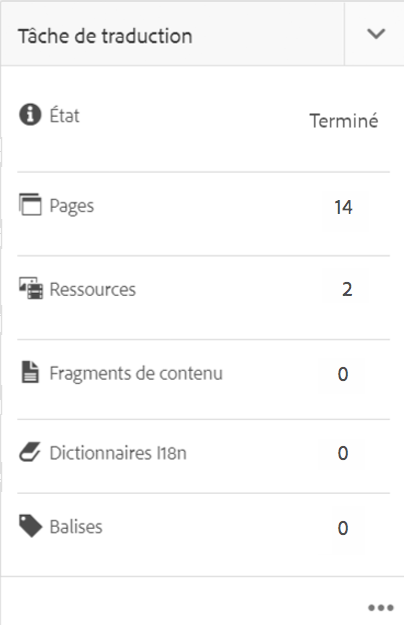 Tâche de traduction
État Terminé
Pages 14
Ressources 2
Fragments de contenu 0
Dictionnaires I18n 0
Balises 0